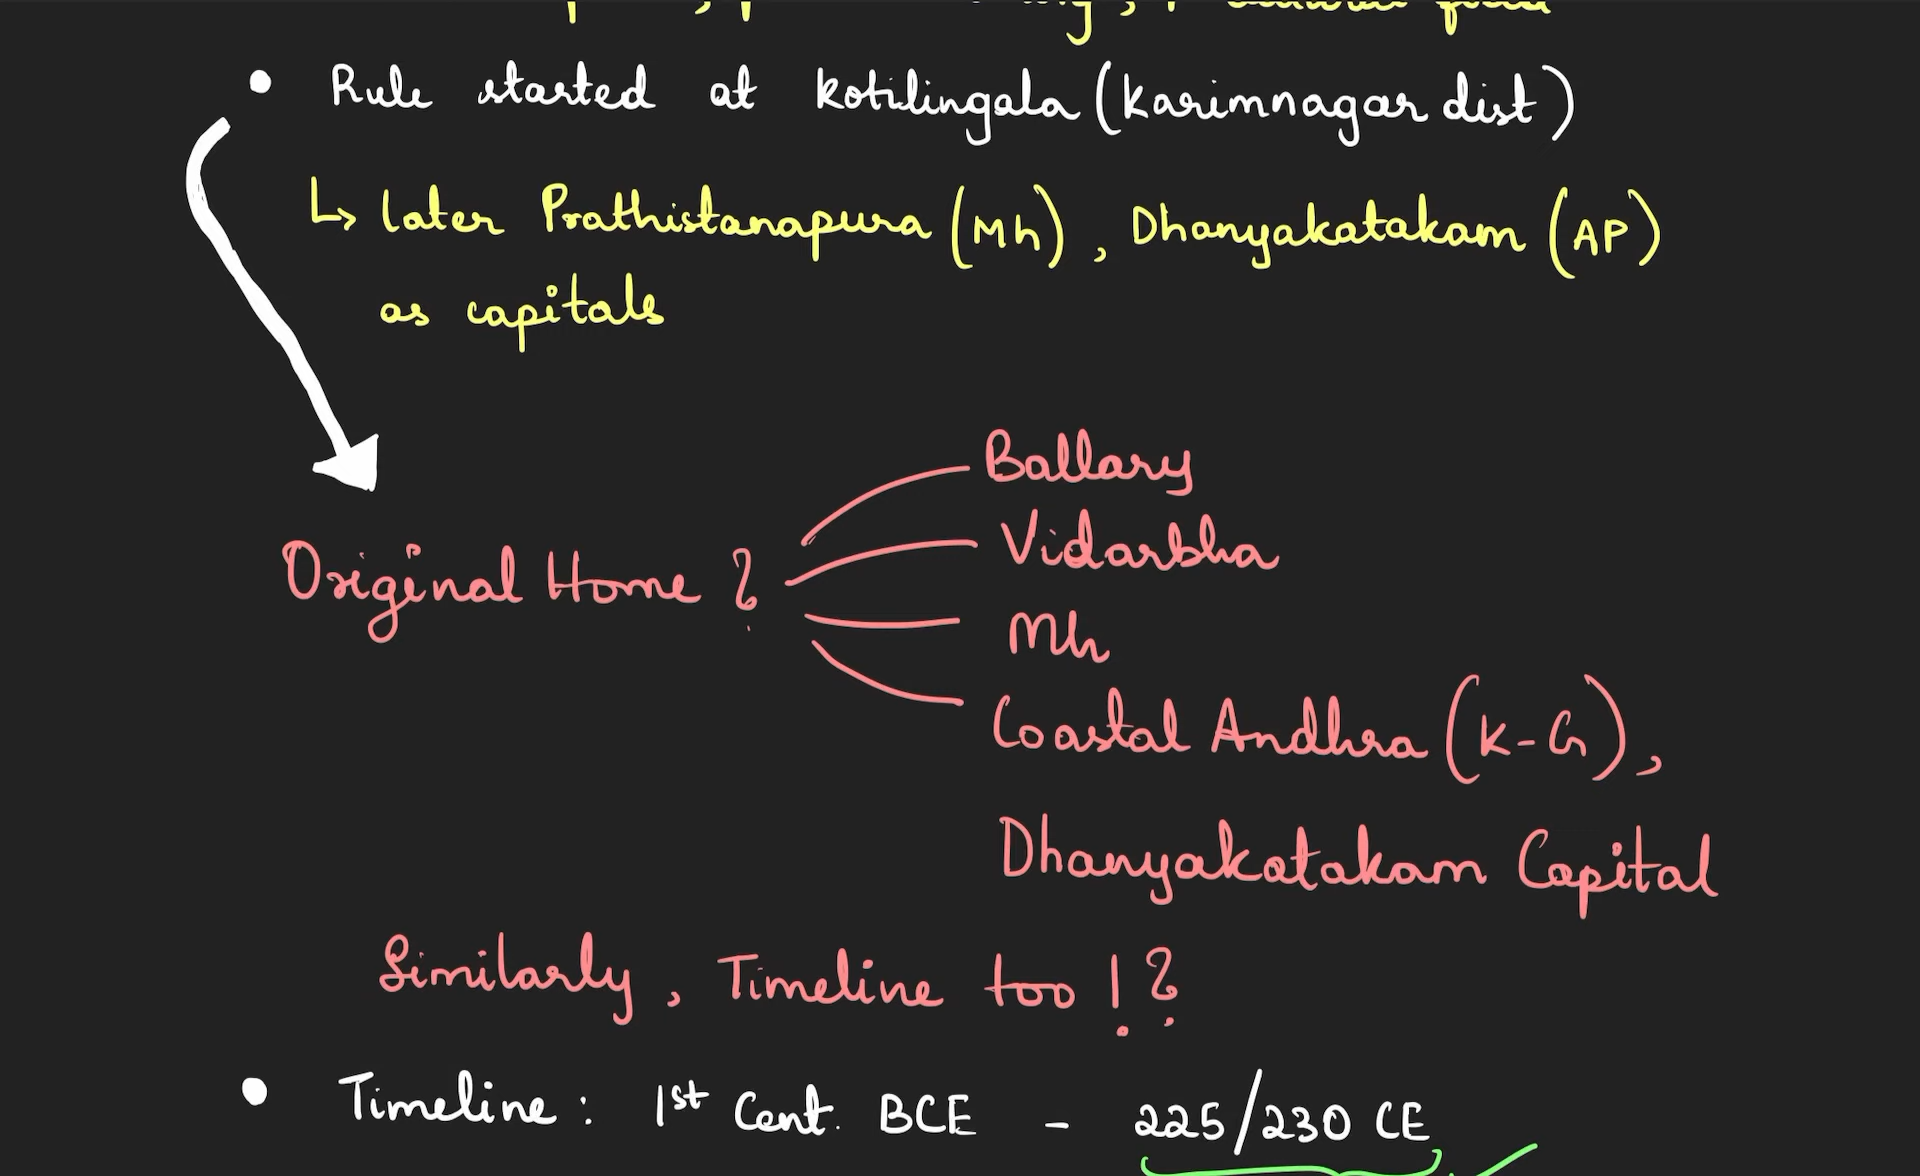 • Rule started at kotilingala (karimnagar dist)
↳ later Prathistanapura (Mh), Dhanyakatakam (AP)
as capitals
Original Home ?
Ballary
Vidarbha
Mh
Coastal Andhra (K-G),
Dhanyakatakam Capital
Similarly, Timeline too !?
• Timeline: 1st Cent. BCE - 225/230 CE